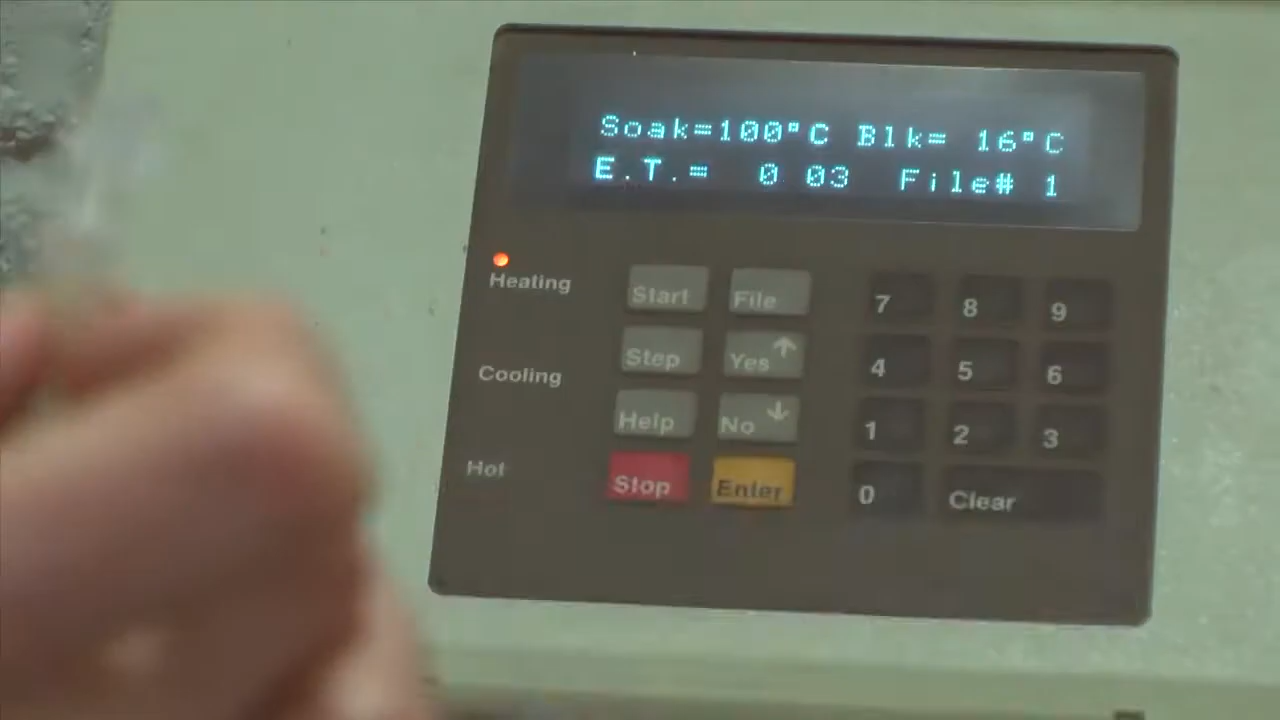 Soak=100°C Blk= 16°C
E.T.= 0 03 File# 1
Heating
Start File 7 8 9
Step Yes↑ 4 5 6
Cooling
Help No↓ 1 2 3
Hot
Stop Enter 0 Clear